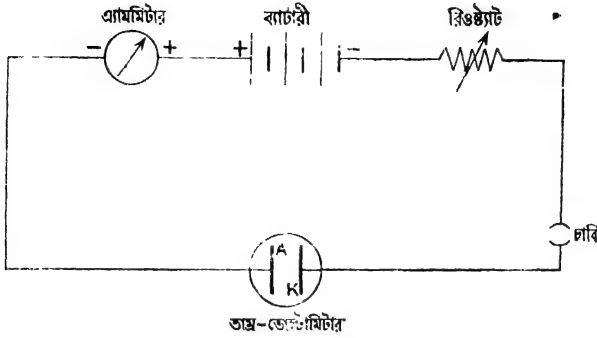 এ্যামমিটার ব্যাটারী রিওষ্ট্যাট
− + + −
চাবি
A
K
তাম্র-ভোল্টামিটার